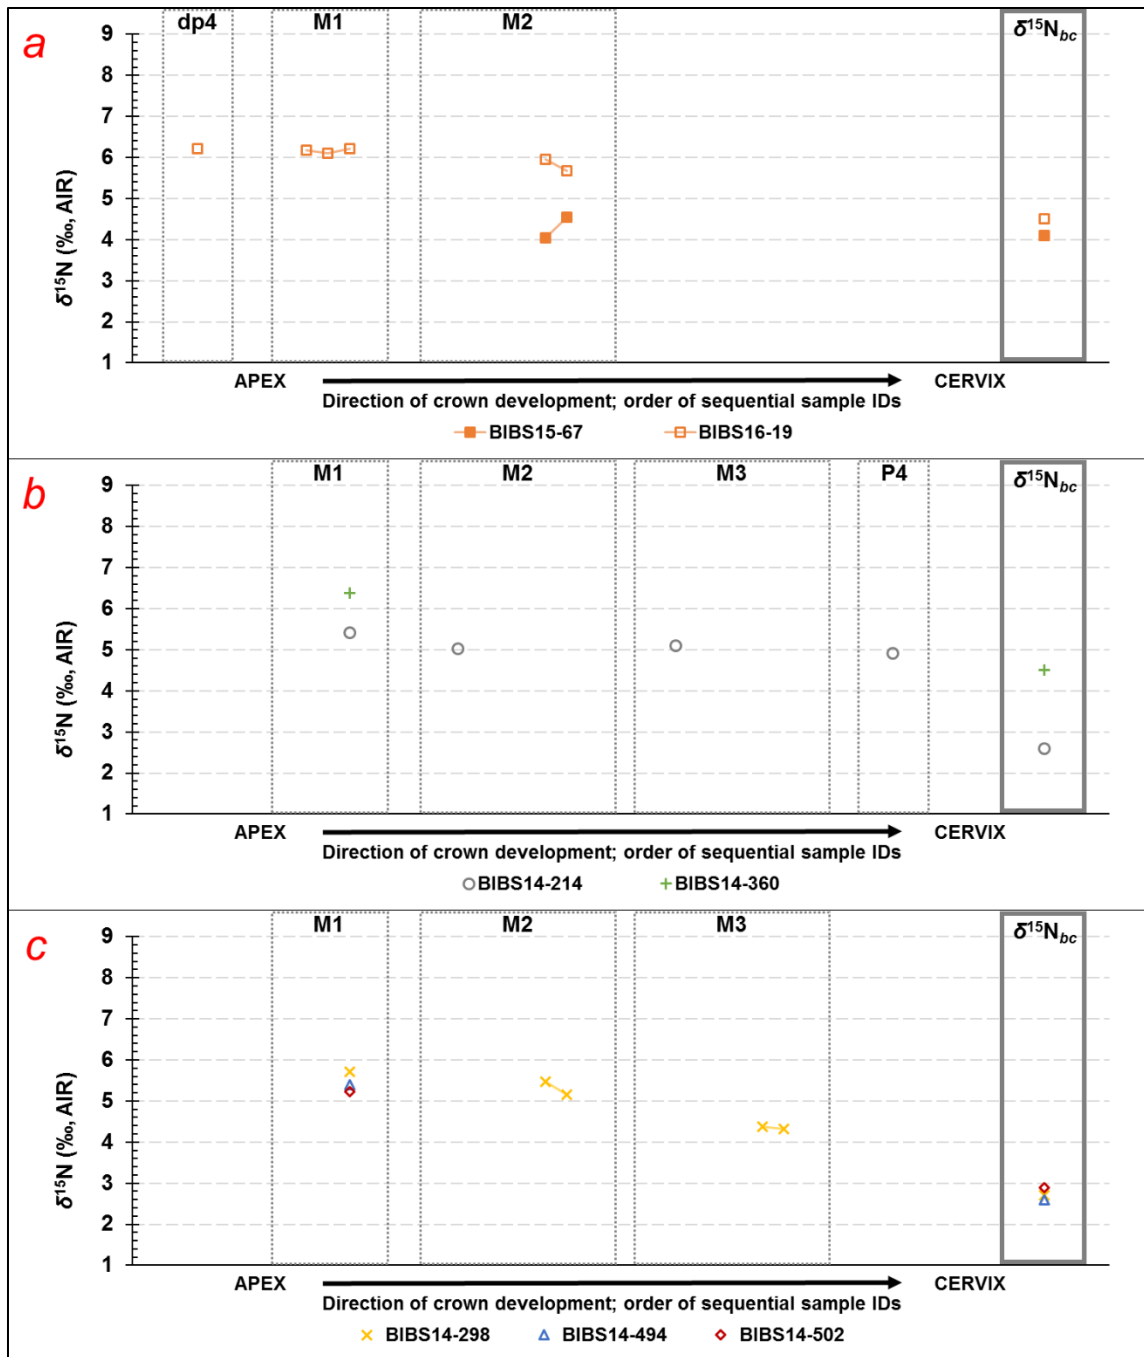 a
dp4 M1 M2 δ¹⁵N_bc
9
8
7
6
5
4
3
2
1
δ¹⁵N (‰, AIR)
APEX CERVIX
Direction of crown development; order of sequential sample IDs
BIBS15-67 BIBS16-19
b
M1 M2 M3 P4 δ¹⁵N_bc
9
8
7
6
5
4
3
2
1
δ¹⁵N (‰, AIR)
APEX CERVIX
Direction of crown development; order of sequential sample IDs
BIBS14-214 BIBS14-360
c
M1 M2 M3 δ¹⁵N_bc
9
8
7
6
5
4
3
2
1
δ¹⁵N (‰, AIR)
APEX CERVIX
Direction of crown development; order of sequential sample IDs
BIBS14-298 BIBS14-494 BIBS14-502